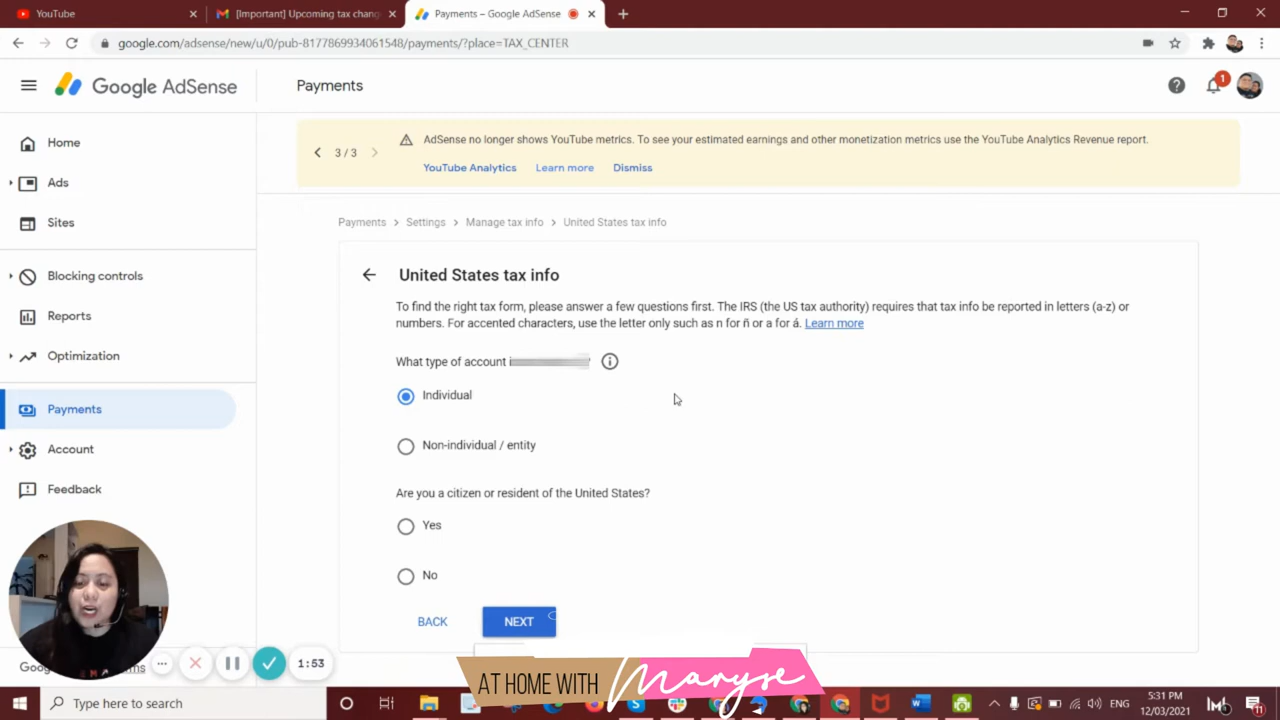 YouTube
[Important] Upcoming tax chang
Payments – Google AdSense
google.com/adsense/new/u/0/pub-8177869934061548/payments/?place=TAX_CENTER
Google AdSense
Payments
1
Home
Ads
Sites
Blocking controls
Reports
Optimization
Payments
Account
Feedback
3 / 3
AdSense no longer shows YouTube metrics. To see your estimated earnings and other monetization metrics use the YouTube Analytics Revenue report.
YouTube Analytics Learn more Dismiss
Payments > Settings > Manage tax info > United States tax info
United States tax info
To find the right tax form, please answer a few questions first. The IRS (the US tax authority) requires that tax info be reported in letters (a-z) or
numbers. For accented characters, use the letter only such as n for ñ or a for á. Learn more
What type of account
Individual
Non-individual / entity
Are you a citizen or resident of the United States?
Yes
No
BACK NEXT
1:53
AT HOME WITH Maryse
Type here to search
5:31 PM
12/03/2021
11